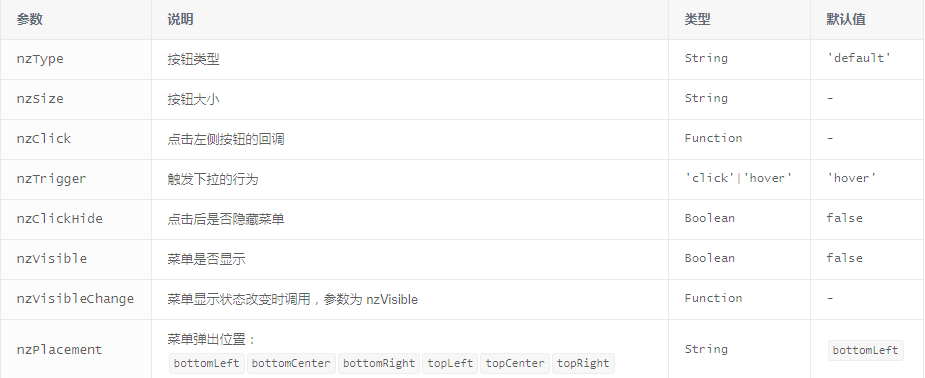 参数 说明 类型 默认值
nzType 按钮类型 String 'default'
nzSize 按钮大小 String -
nzClick 点击左侧按钮的回调 Function -
nzTrigger 触发下拉的行为 'click'|'hover' 'hover'
nzClickHide 点击后是否隐藏菜单 Boolean false
nzVisible 菜单是否显示 Boolean false
nzVisibleChange 菜单显示状态改变时调用，参数为 nzVisible Function -
nzPlacement 菜单弹出位置： String bottomLeft
bottomLeft bottomCenter bottomRight topLeft topCenter topRight